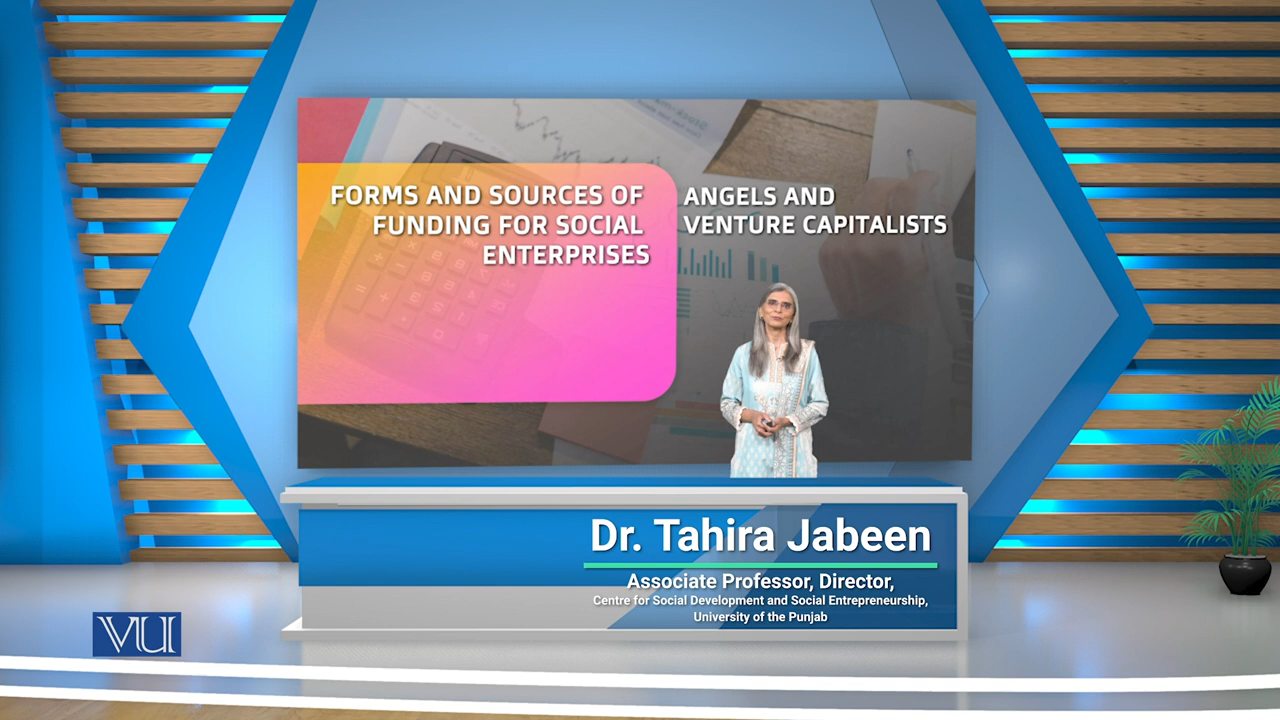 FORMS AND SOURCES OF
FUNDING FOR SOCIAL
ENTERPRISES
ANGELS AND
VENTURE CAPITALISTS
Dr. Tahira Jabeen
Associate Professor, Director,
Centre for Social Development and Social Entrepreneurship,
University of the Punjab
VU